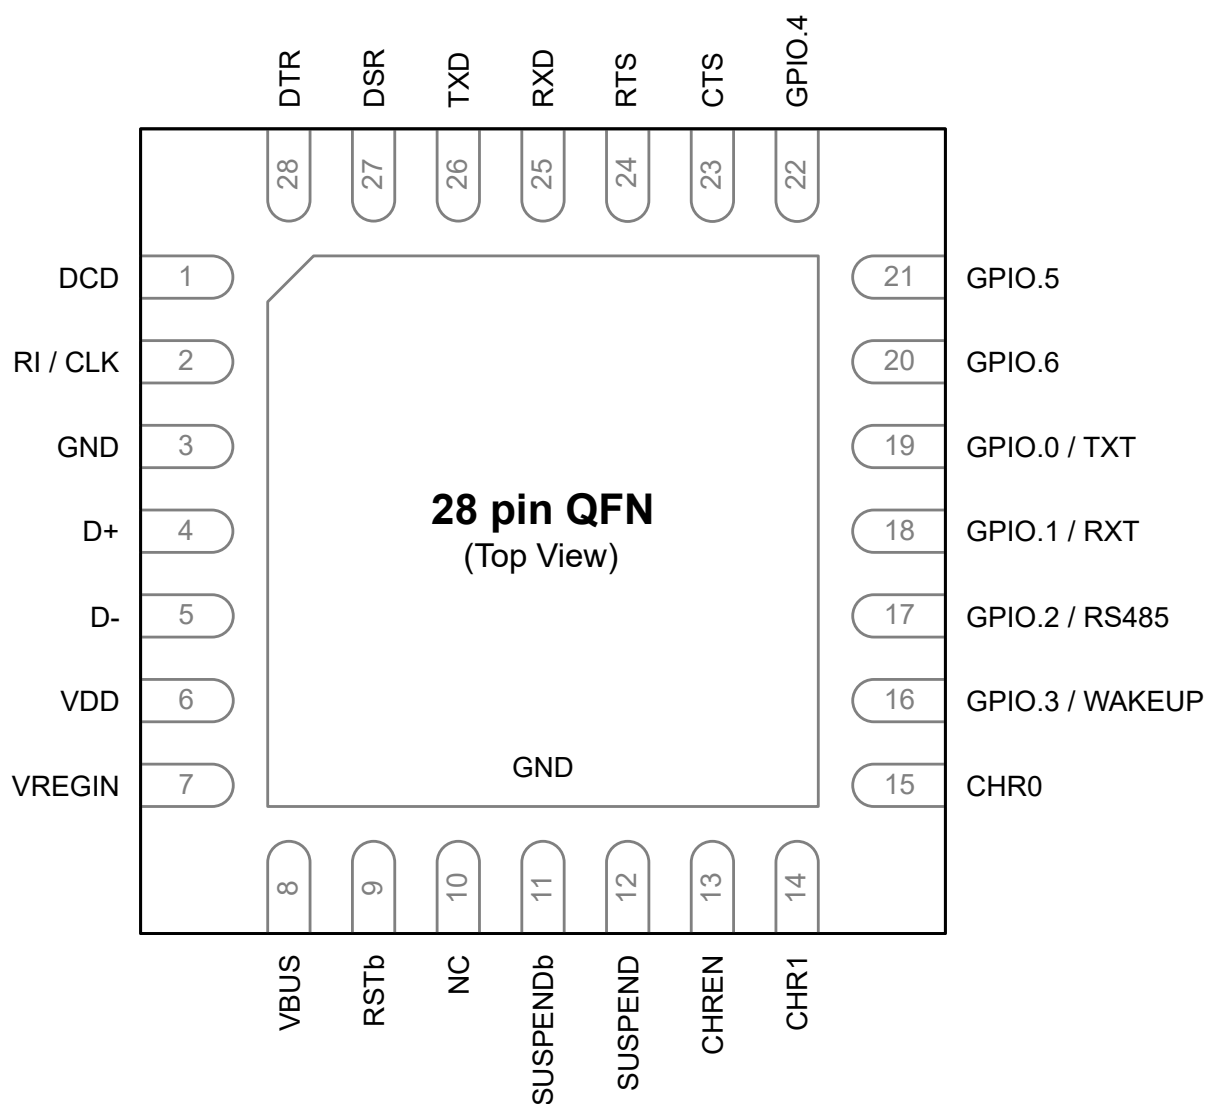 DTR
DSR
TXD
RXD
RTS
CTS
GPIO.4
28
27
26
25
24
23
22
DCD 1
21 GPIO.5
RI / CLK 2
20 GPIO.6
GND 3
19 GPIO.0 / TXT
D+ 4
18 GPIO.1 / RXT
D- 5
17 GPIO.2 / RS485
VDD 6
16 GPIO.3 / WAKEUP
VREGIN 7
15 CHR0
28 pin QFN
(Top View)
GND
8
9
10
11
12
13
14
VBUS
RSTb
NC
SUSPENDb
SUSPEND
CHREN
CHR1